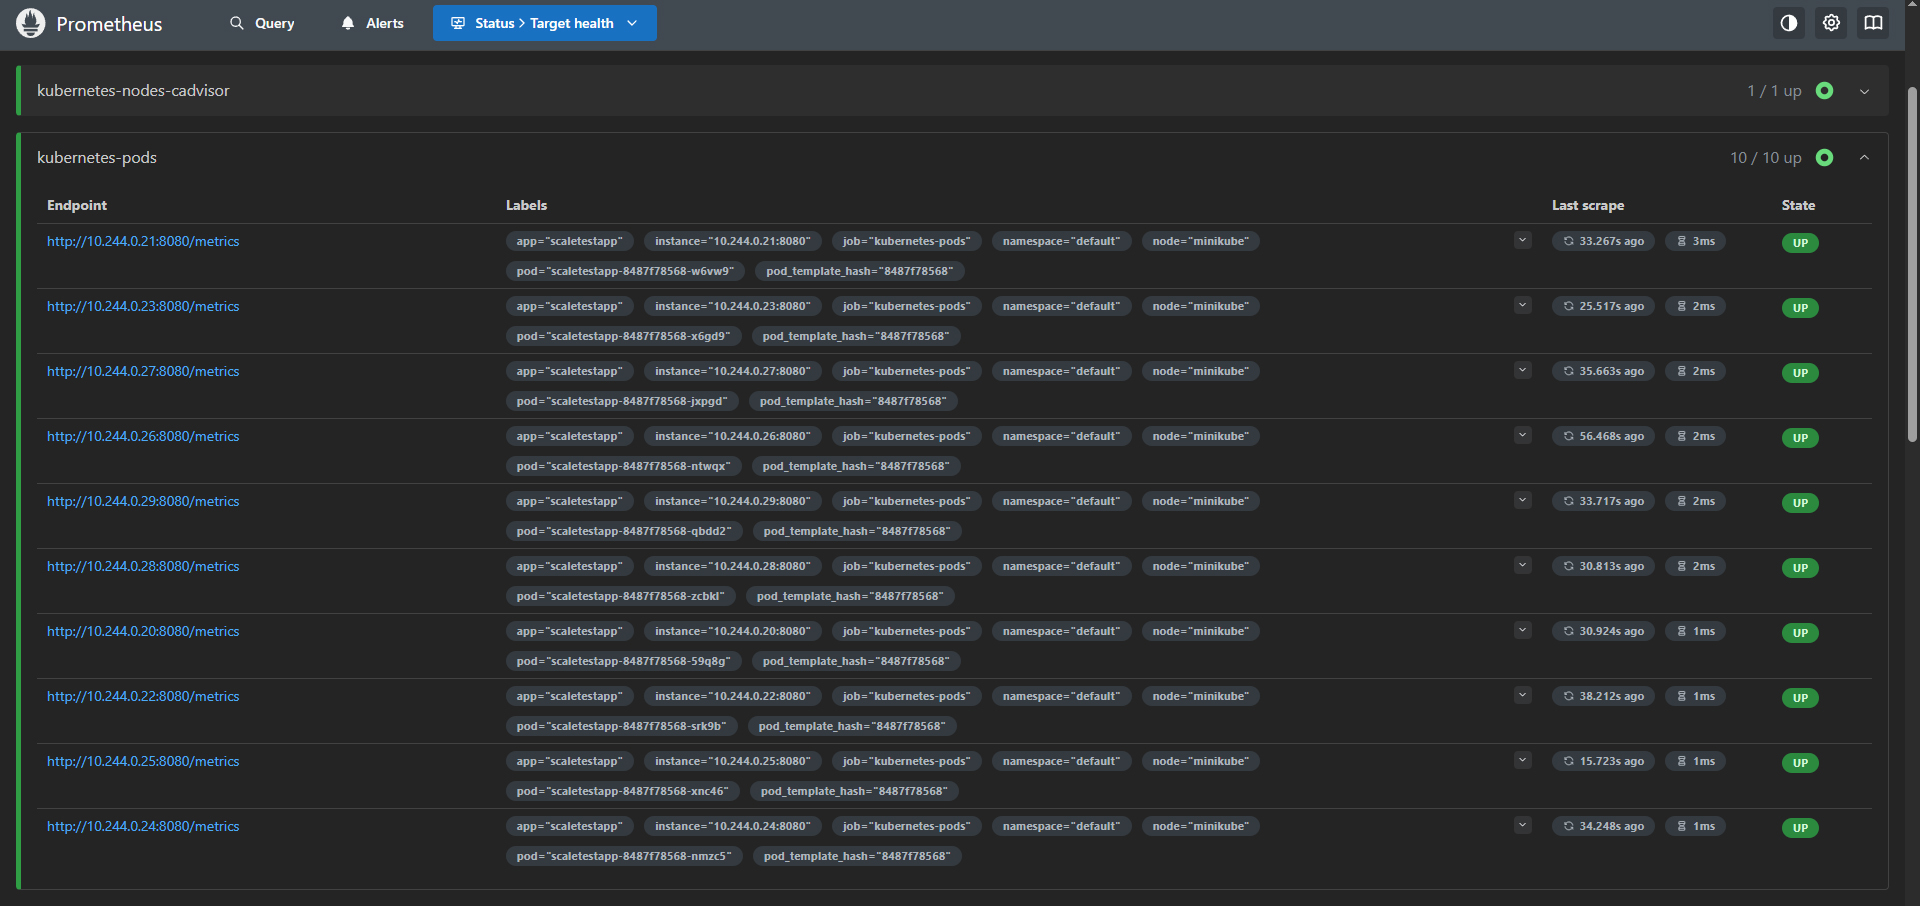 Prometheus Query Alerts Status > Target health
kubernetes-nodes-cadvisor 1 / 1 up
kubernetes-pods 10 / 10 up
Endpoint Labels Last scrape State
http://10.244.0.21:8080/metrics app="scaletestapp" instance="10.244.0.21:8080" job="kubernetes-pods" namespace="default" node="minikube" 33.267s ago 3ms UP
pod="scaletestapp-8487f78568-w6vw9" pod_template_hash="8487f78568"
http://10.244.0.23:8080/metrics app="scaletestapp" instance="10.244.0.23:8080" job="kubernetes-pods" namespace="default" node="minikube" 25.517s ago 2ms UP
pod="scaletestapp-8487f78568-x6gd9" pod_template_hash="8487f78568"
http://10.244.0.27:8080/metrics app="scaletestapp" instance="10.244.0.27:8080" job="kubernetes-pods" namespace="default" node="minikube" 35.663s ago 2ms UP
pod="scaletestapp-8487f78568-jxpgd" pod_template_hash="8487f78568"
http://10.244.0.26:8080/metrics app="scaletestapp" instance="10.244.0.26:8080" job="kubernetes-pods" namespace="default" node="minikube" 56.468s ago 2ms UP
pod="scaletestapp-8487f78568-ntwqx" pod_template_hash="8487f78568"
http://10.244.0.29:8080/metrics app="scaletestapp" instance="10.244.0.29:8080" job="kubernetes-pods" namespace="default" node="minikube" 33.717s ago 2ms UP
pod="scaletestapp-8487f78568-qbdd2" pod_template_hash="8487f78568"
http://10.244.0.28:8080/metrics app="scaletestapp" instance="10.244.0.28:8080" job="kubernetes-pods" namespace="default" node="minikube" 30.813s ago 2ms UP
pod="scaletestapp-8487f78568-zcbkl" pod_template_hash="8487f78568"
http://10.244.0.20:8080/metrics app="scaletestapp" instance="10.244.0.20:8080" job="kubernetes-pods" namespace="default" node="minikube" 30.924s ago 1ms UP
pod="scaletestapp-8487f78568-59q8g" pod_template_hash="8487f78568"
http://10.244.0.22:8080/metrics app="scaletestapp" instance="10.244.0.22:8080" job="kubernetes-pods" namespace="default" node="minikube" 38.212s ago 1ms UP
pod="scaletestapp-8487f78568-srk9b" pod_template_hash="8487f78568"
http://10.244.0.25:8080/metrics app="scaletestapp" instance="10.244.0.25:8080" job="kubernetes-pods" namespace="default" node="minikube" 15.723s ago 1ms UP
pod="scaletestapp-8487f78568-xnc46" pod_template_hash="8487f78568"
http://10.244.0.24:8080/metrics app="scaletestapp" instance="10.244.0.24:8080" job="kubernetes-pods" namespace="default" node="minikube" 34.248s ago 1ms UP
pod="scaletestapp-8487f78568-nmzc5" pod_template_hash="8487f78568"